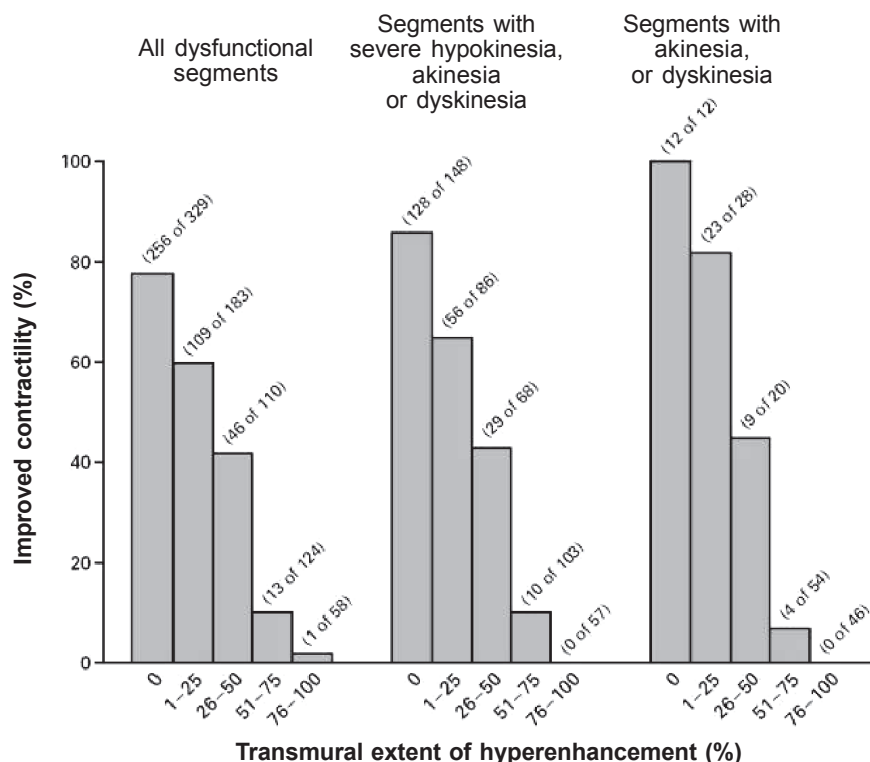 All dysfunctional
segments
Segments with
severe hypokinesia,
akinesia
or dyskinesia
Segments with
akinesia,
or dyskinesia
Improved contractility (%)
100
80
60
40
20
0
(256 of 329)
(109 of 183)
(46 of 110)
(13 of 124)
(1 of 58)
(128 of 148)
(56 of 86)
(29 of 68)
(10 of 103)
(0 of 57)
(12 of 12)
(23 of 28)
(9 of 20)
(4 of 54)
(0 of 46)
0
1–25
26–50
51–75
76–100
0
1–25
26–50
51–75
76–100
0
1–25
26–50
51–75
76–100
Transmural extent of hyperenhancement (%)